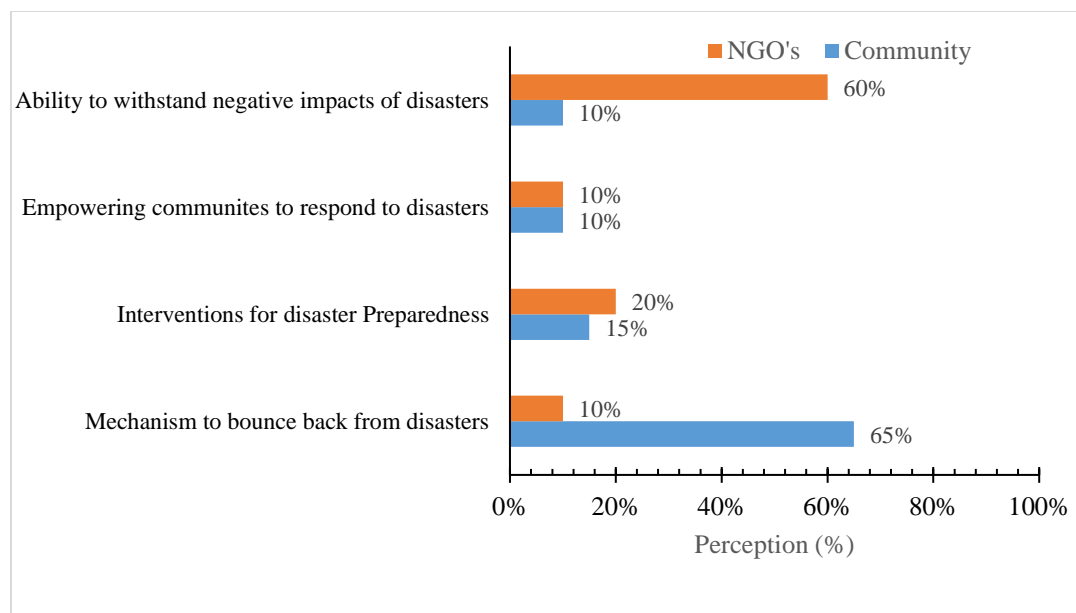 NGO's Community
Ability to withstand negative impacts of disasters
60%
10%
Empowering communites to respond to disasters
10%
10%
Interventions for disaster Preparedness
20%
15%
Mechanism to bounce back from disasters
10%
65%
0% 20% 40% 60% 80% 100%
Perception (%)